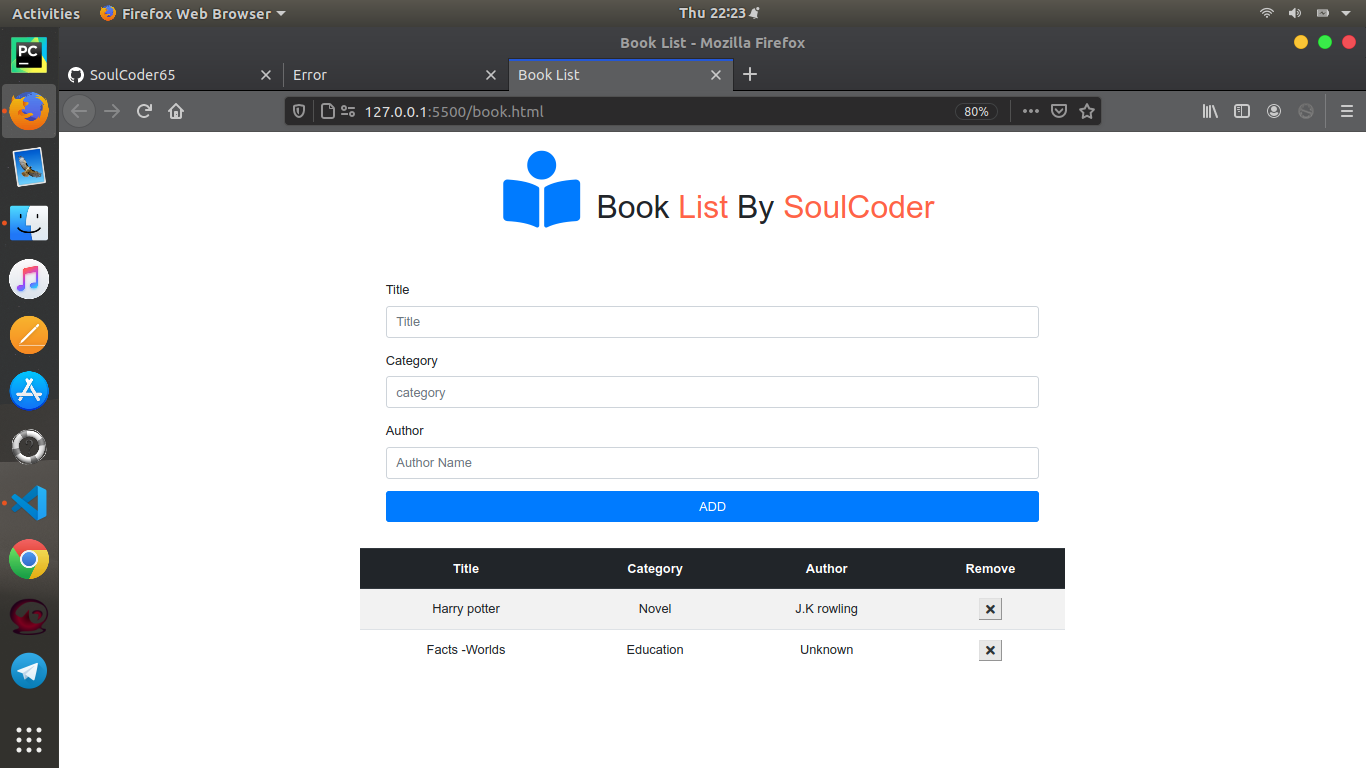 Activities Firefox Web Browser Thu 22:23
Book List - Mozilla Firefox
SoulCoder65 Error Book List
127.0.0.1:5500/book.html 80%
PC
Book List By SoulCoder
Title
Title
Category
category
Author
Author Name
ADD
Title Category Author Remove
Harry potter Novel J.K rowling
Facts -Worlds Education Unknown